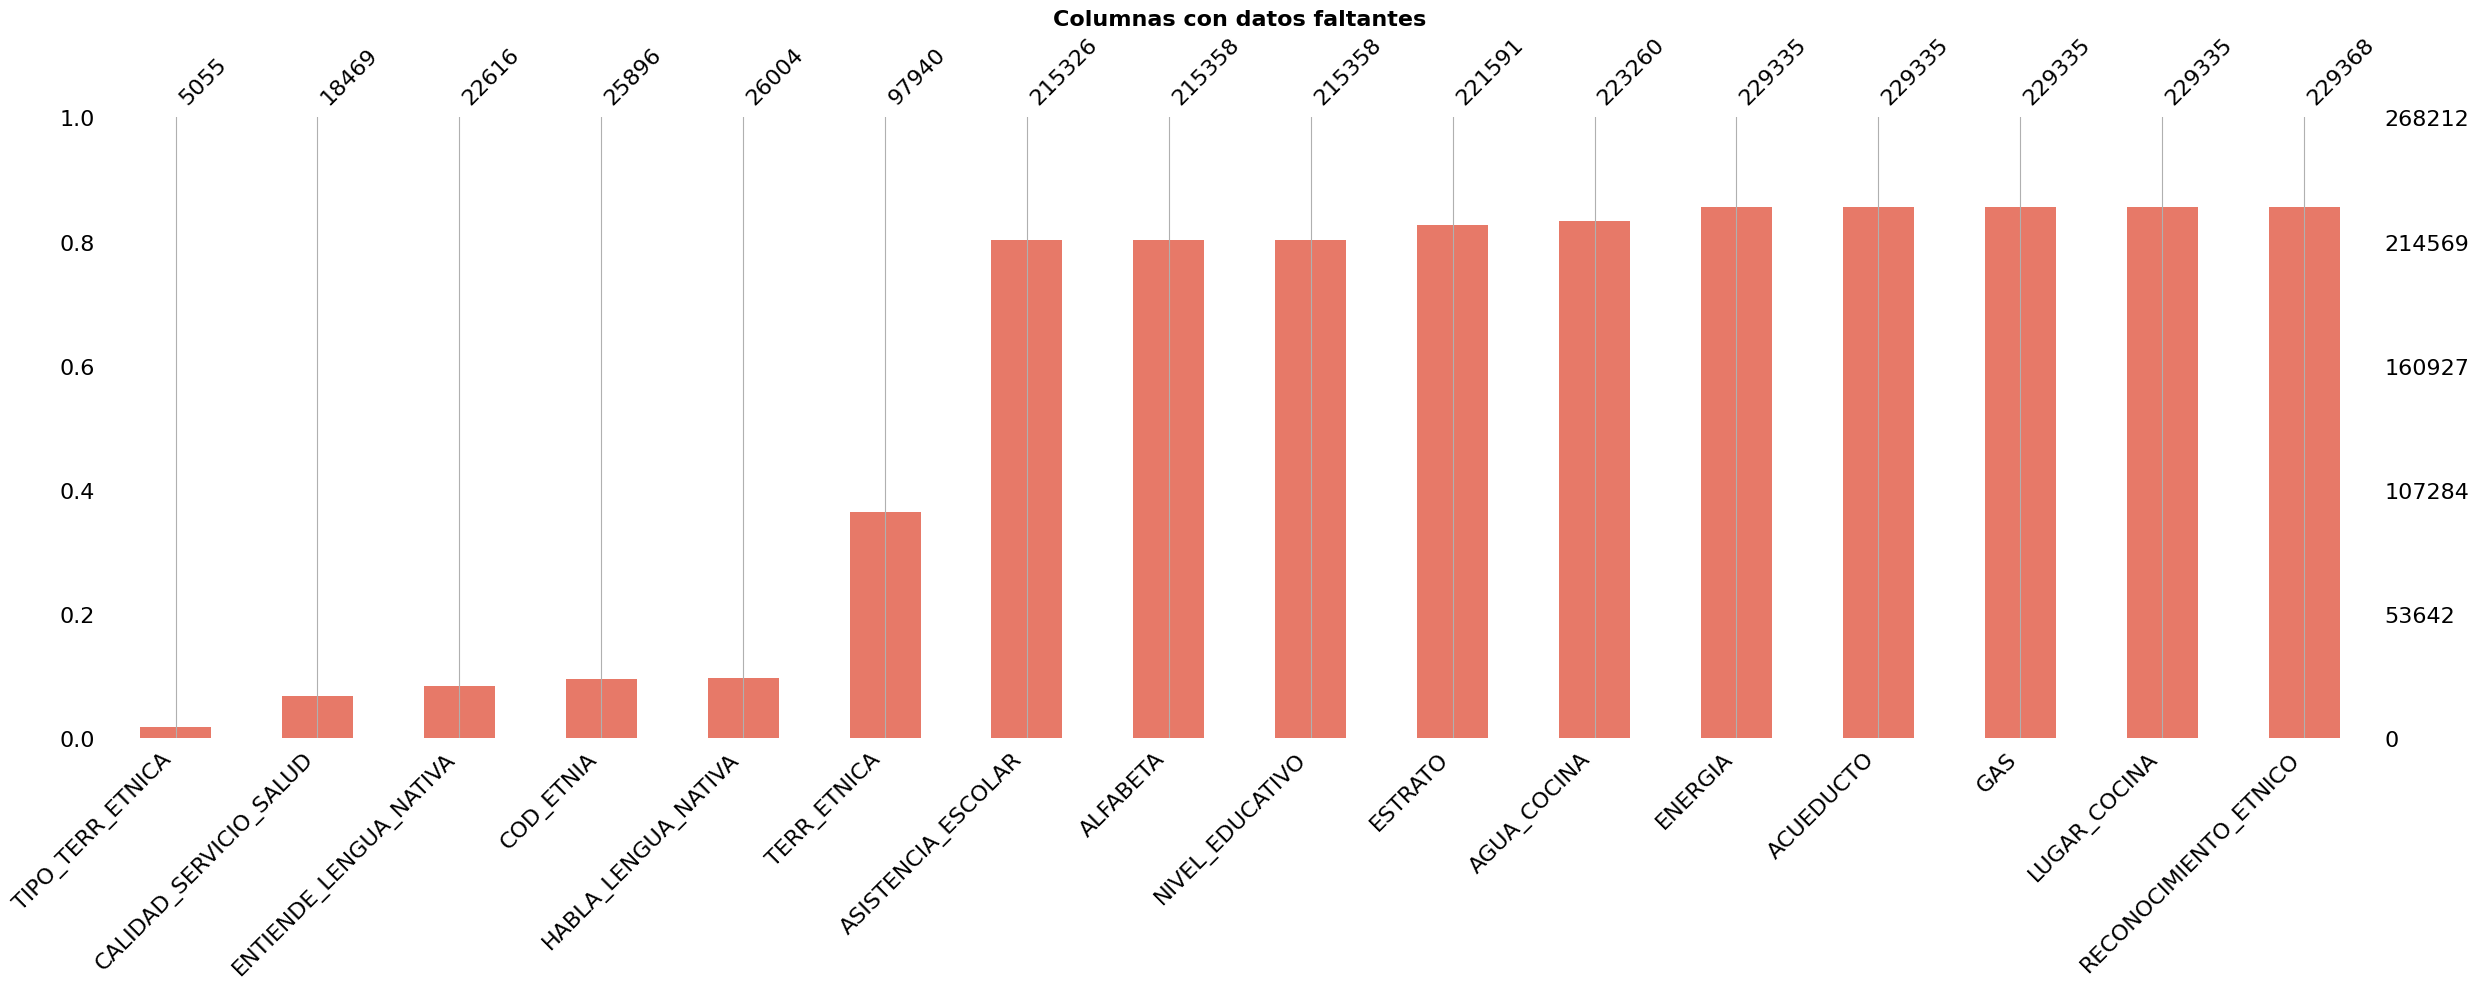 Columnas con datos faltantes
5055 18469 22616 25896 26004 97940 215326 215358 215358 221591 223260 229335 229335 229335 229335 229368
1.0 268212
0.8 214569
0.6 160927
0.4 107284
0.2 53642
0.0 0
TIPO_TERR_ETNICA
CALIDAD_SERVICIO_SALUD
ENTIENDE_LENGUA_NATIVA
COD_ETNIA
HABLA_LENGUA_NATIVA
TERR_ETNICA
ASISTENCIA_ESCOLAR
ALFABETA
NIVEL_EDUCATIVO
ESTRATO
AGUA_COCINA
ENERGIA
ACUEDUCTO
GAS
LUGAR_COCINA
RECONOCIMIENTO_ETNICO